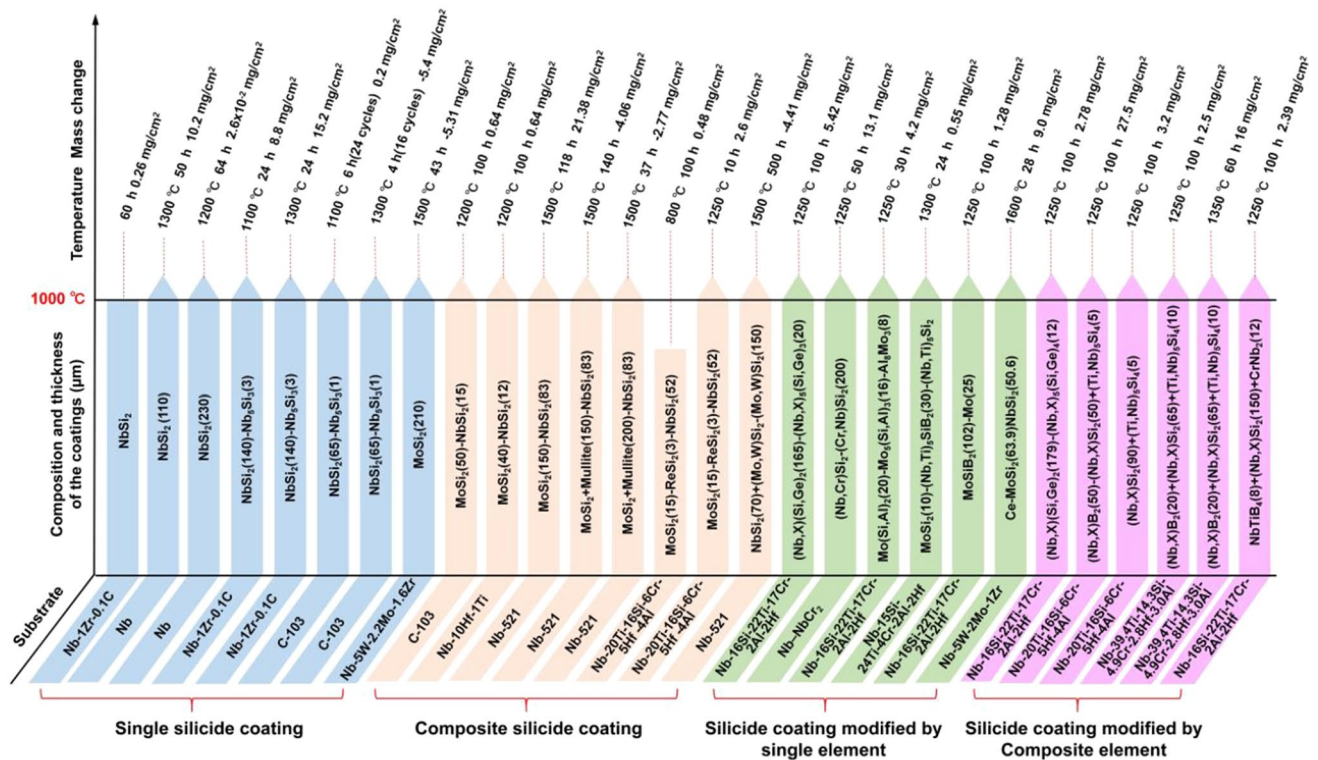 Temperature Mass change
60 h 0.26 mg/cm²
1300 ℃ 50 h 10.2 mg/cm²
1200 ℃ 64 h 2.6x10⁻² mg/cm²
1100 ℃ 24 h 8.8 mg/cm²
1300 ℃ 24 h 15.2 mg/cm²
1100 ℃ 6 h(24 cycles) 0.2 mg/cm²
1300 ℃ 4 h(16 cycles) -5.4 mg/cm²
1500 ℃ 43 h -5.31 mg/cm²
1200 ℃ 100 h 0.64 mg/cm²
1200 ℃ 100 h 0.64 mg/cm²
1500 ℃ 118 h 21.38 mg/cm²
1500 ℃ 140 h -4.06 mg/cm²
1500 ℃ 37 h -2.77 mg/cm²
800 ℃ 100 h 0.48 mg/cm²
1250 ℃ 10 h 2.6 mg/cm²
1500 ℃ 500 h -4.41 mg/cm²
1250 ℃ 100 h 5.42 mg/cm²
1250 ℃ 50 h 13.1 mg/cm²
1250 ℃ 30 h 4.2 mg/cm²
1300 ℃ 24 h 0.55 mg/cm²
1250 ℃ 100 h 1.28 mg/cm²
1600 ℃ 28 h 9.0 mg/cm²
1250 ℃ 100 h 2.78 mg/cm²
1250 ℃ 100 h 27.5 mg/cm²
1250 ℃ 100 h 3.2 mg/cm²
1250 ℃ 100 h 2.5 mg/cm²
1350 ℃ 60 h 16 mg/cm²
1250 ℃ 100 h 2.39 mg/cm²
1000 ℃
Composition and thickness
of the coatings (μm)
NbSi₂
NbSi₂(110)
NbSi₂(230)
NbSi₂(140)-Nb₅Si₃(3)
NbSi₂(140)-Nb₅Si₃(3)
NbSi₂(65)-Nb₅Si₃(1)
NbSi₂(65)-Nb₅Si₃(1)
MoSi₂(210)
MoSi₂(50)-NbSi₂(15)
MoSi₂(40)-NbSi₂(12)
MoSi₂(150)-NbSi₂(83)
MoSi₂+Mullite(150)-NbSi₂(83)
MoSi₂+Mullite(200)-NbSi₂(83)
MoSi₂(15)-ReSi₂(3)-NbSi₂(52)
MoSi₂(15)-ReSi₂(3)-NbSi₂(52)
NbSi₂(70)+(Mo,W)Si₂-(Mo,W)Si₂(150)
(Nb,X)(Si,Ge)₂(165)-(Nb,X)₅(Si,Ge)₃(20)
(Nb,Cr)Si₂-(Cr,Nb)Si₂(200)
Mo(Si,Al)₂(20)-Mo₅(Si,Al)₃(16)-Al₈Mo₃(8)
MoSi₂(10)-(Nb,Ti)₅SiB₂(30)-(Nb,Ti)₅Si₂
MoSiB₂(102)-Mo(25)
Ce-MoSi₂(63.9)NbSi₂(50.6)
(Nb,X)(Si,Ge)₂(179)-(Nb,X)₅(Si,Ge)₄(12)
(Nb,X)B₂(50)-(Nb,X)Si₂(50)+(Ti,Nb)₅Si₄(5)
(Nb,X)Si₂(90)+(Ti,Nb)₅Si₄(5)
(Nb,X)B₂(20)+(Nb,X)Si₂(65)+(Ti,Nb)₅Si₄(10)
(Nb,X)B₂(20)+(Nb,X)Si₂(65)+(Ti,Nb)₅Si₄(10)
NbTiB₄(8)+(Nb,X)Si₂(150)+CrNb₂(12)
Substrate
Nb-1Zr-0.1C
Nb
Nb
Nb-1Zr-0.1C
Nb-1Zr-0.1C
C-103
C-103
Nb-5W-2.2Mo-1.6Zr
C-103
Nb-10Hf-1Ti
Nb-521
Nb-521
Nb-521
Nb-20Ti-16Si-6Cr-
5Hf-4Al
Nb-20Ti-16Si-6Cr-
5Hf-4Al
Nb-521
Nb-16Si-22Ti-17Cr-
2Al-2Hf
Nb–NbCr₂
Nb-16Si-22Ti-17Cr-
2Al-2Hf
Nb-15Si-
24Ti-4Cr-2Al-2Hf
Nb-16Si-22Ti-17Cr-
2Al-2Hf
Nb-5W-2Mo-1Zr
Nb-16Si-22Ti-17Cr-
2Al-2Hf
Nb-20Ti-16Si-6Cr-
5Hf-4Al
Nb-20Ti-16Si-6Cr-
5Hf-4Al
Nb-39.4Ti-14.3Si-
4.9Cr-2.8Hf-3.0Al
Nb-39.4Ti-14.3Si-
4.9Cr-2.8Hf-3.0Al
Nb-16Si-22Ti-17Cr-
2Al-2Hf
Single silicide coating
Composite silicide coating
Silicide coating modified by
single element
Silicide coating modified by
Composite element